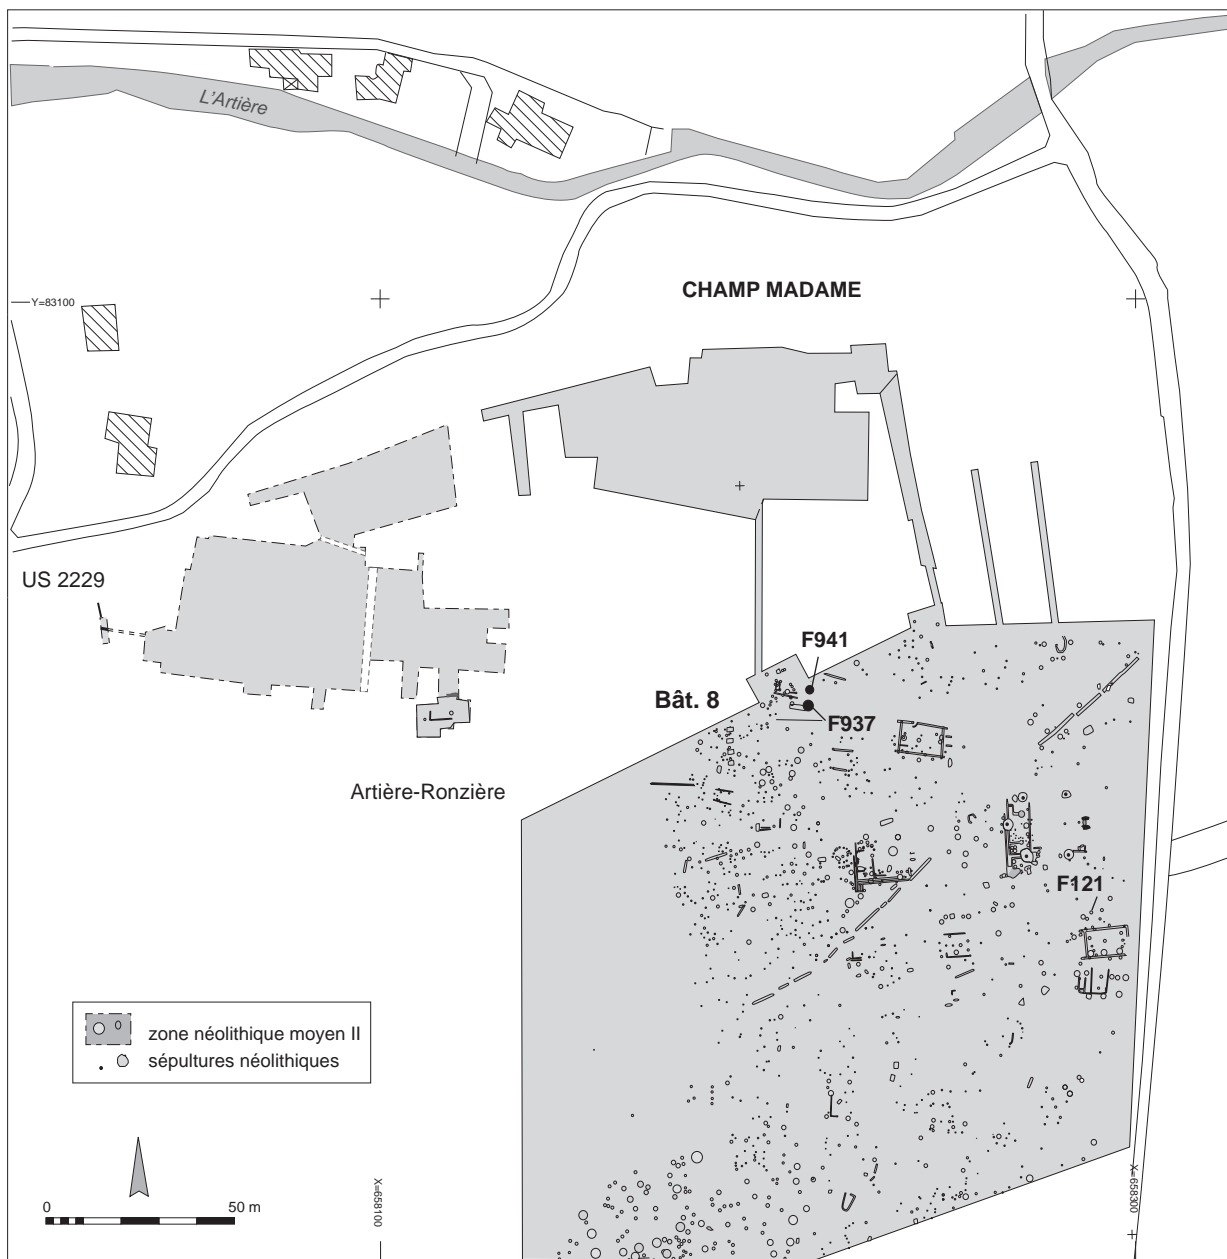 L'Artière
CHAMP MADAME
Y=83100
US 2229
F941
Bât. 8
F937
Artière-Ronzière
F121
zone néolithique moyen II
sépultures néolithiques
0 50 m
X=658100
X=658300